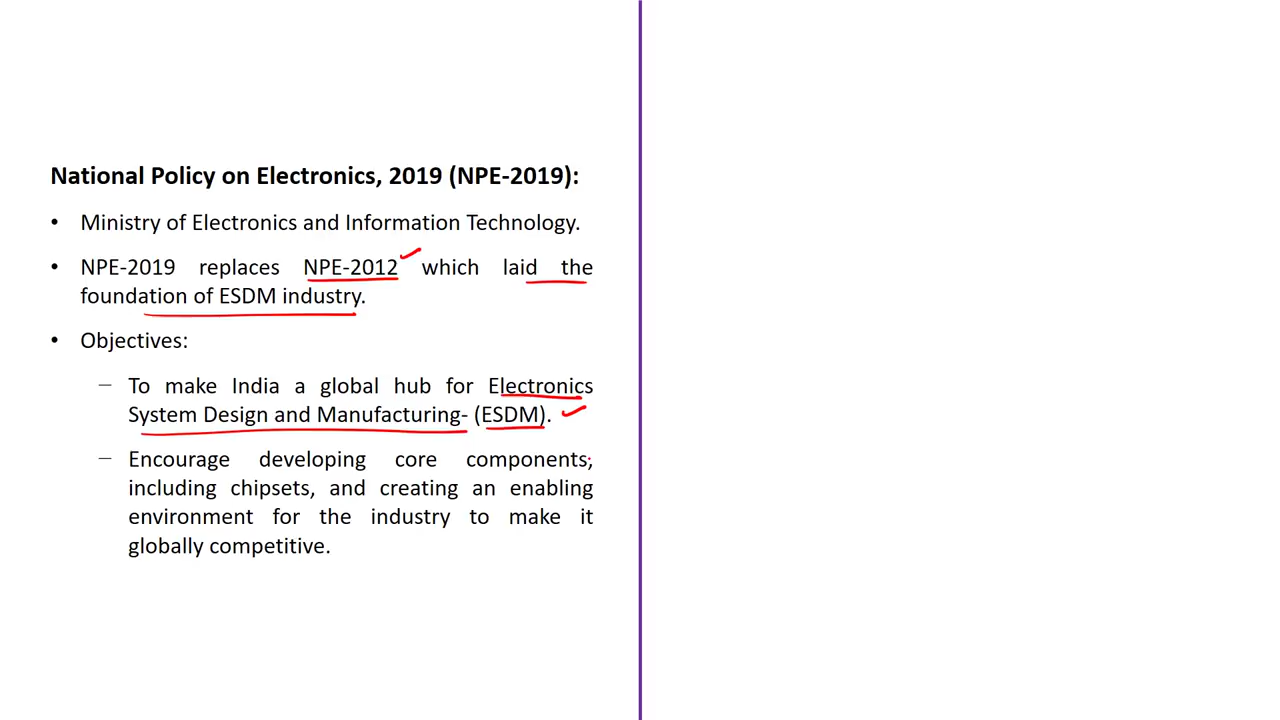 National Policy on Electronics, 2019 (NPE-2019):
• Ministry of Electronics and Information Technology.
• NPE-2019 replaces NPE-2012 which laid the
foundation of ESDM industry.
• Objectives:
– To make India a global hub for Electronics
System Design and Manufacturing- (ESDM).
– Encourage developing core components;
including chipsets, and creating an enabling
environment for the industry to make it
globally competitive.